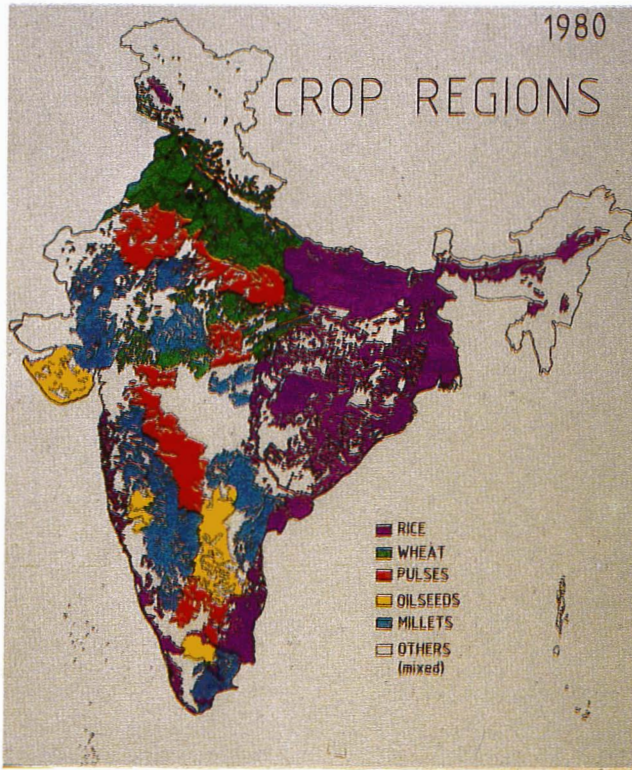 1980
CROP REGIONS
RICE
WHEAT
PULSES
OILSEEDS
MILLETS
OTHERS
(mixed)